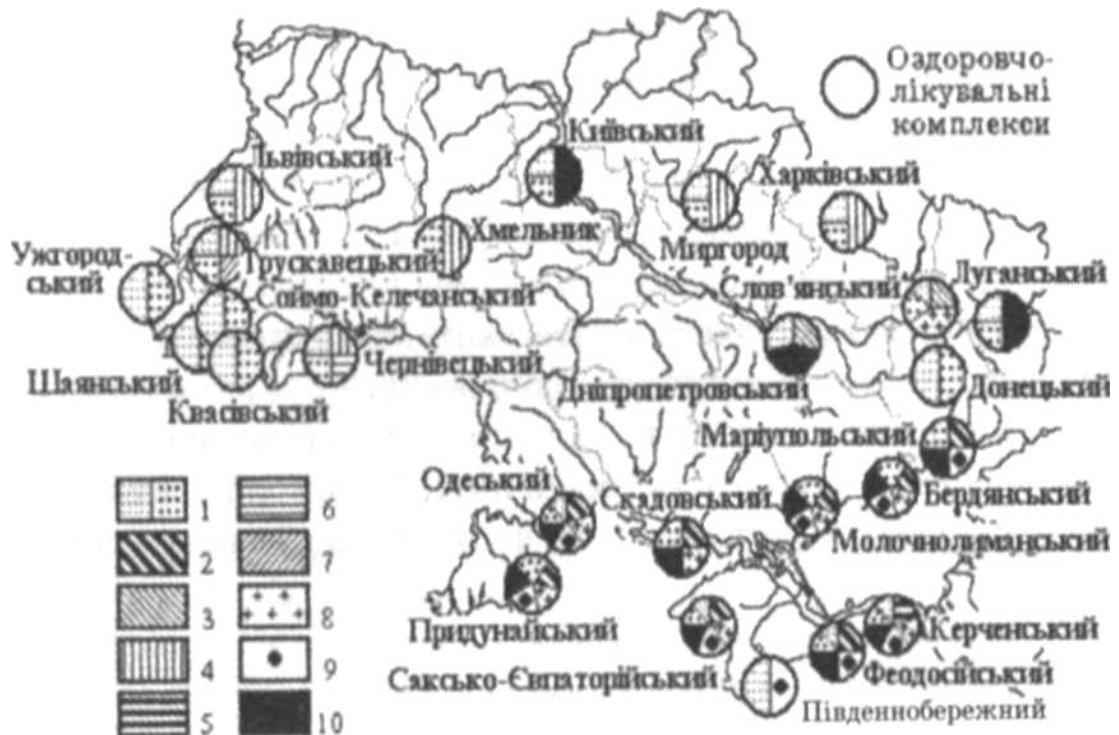 Оздоровчо-
лікувальні
комплекси
Київський
Львівський
Харківський
Хмельник
Миргород
Ужгород-
ський
Трускавецький
Луганський
Слов'янський
Соймо-Келечанський
Чернівецький
Шаянський
Дніпропетровський
Донецький
Квасівський
Маріупольський
Одеський
Скадовський
Бердянський
Молочнолиманський
Придунайський
Керченський
Саксько-Євпаторійський
Феодосійський
Південнобережний
1
6
2
7
3
8
4
9
5
10